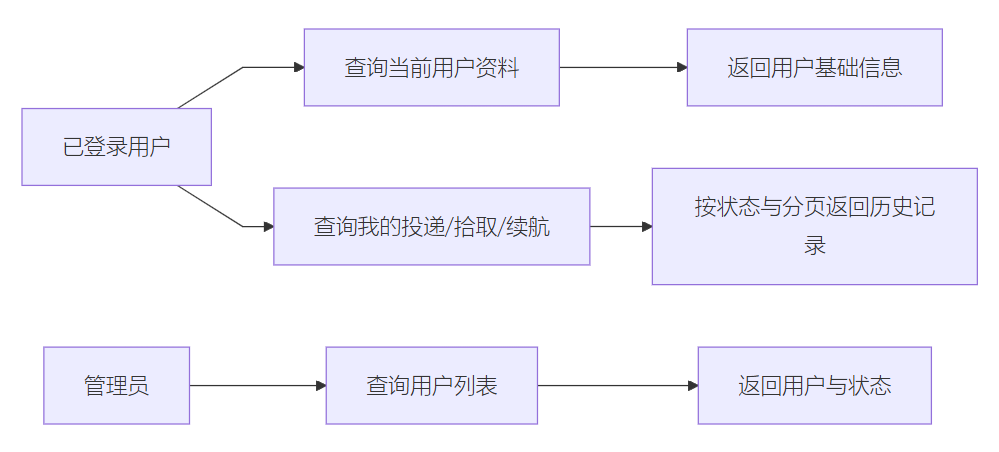 查询当前用户资料
返回用户基础信息
已登录用户
查询我的投递/拾取/续航
按状态与分页返回历史记
录
管理员
查询用户列表
返回用户与状态